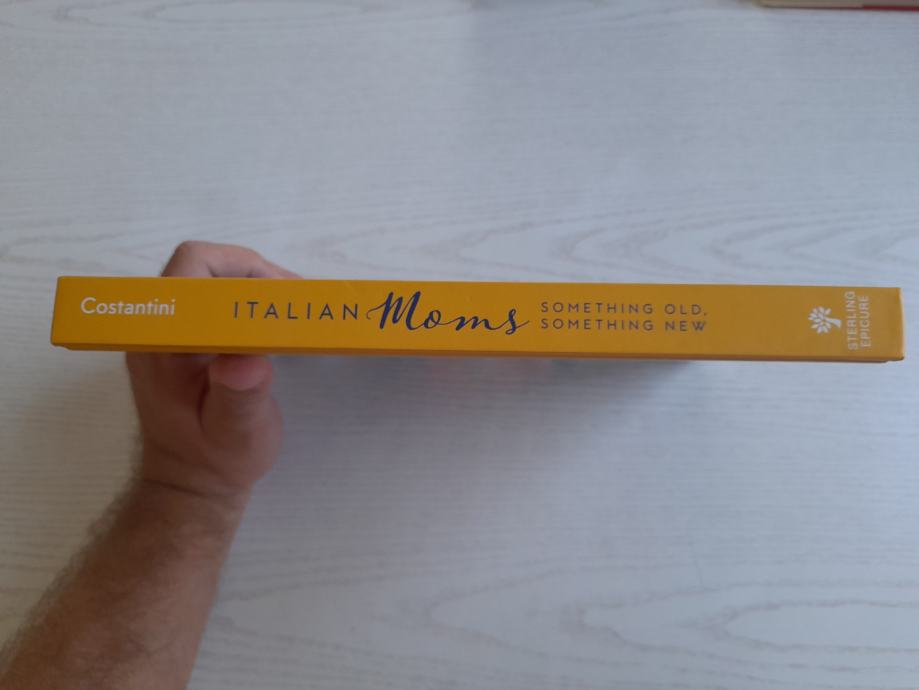 Costantini
ITALIAN Moms
SOMETHING OLD,
SOMETHING NEW
STERLING
EPICURE